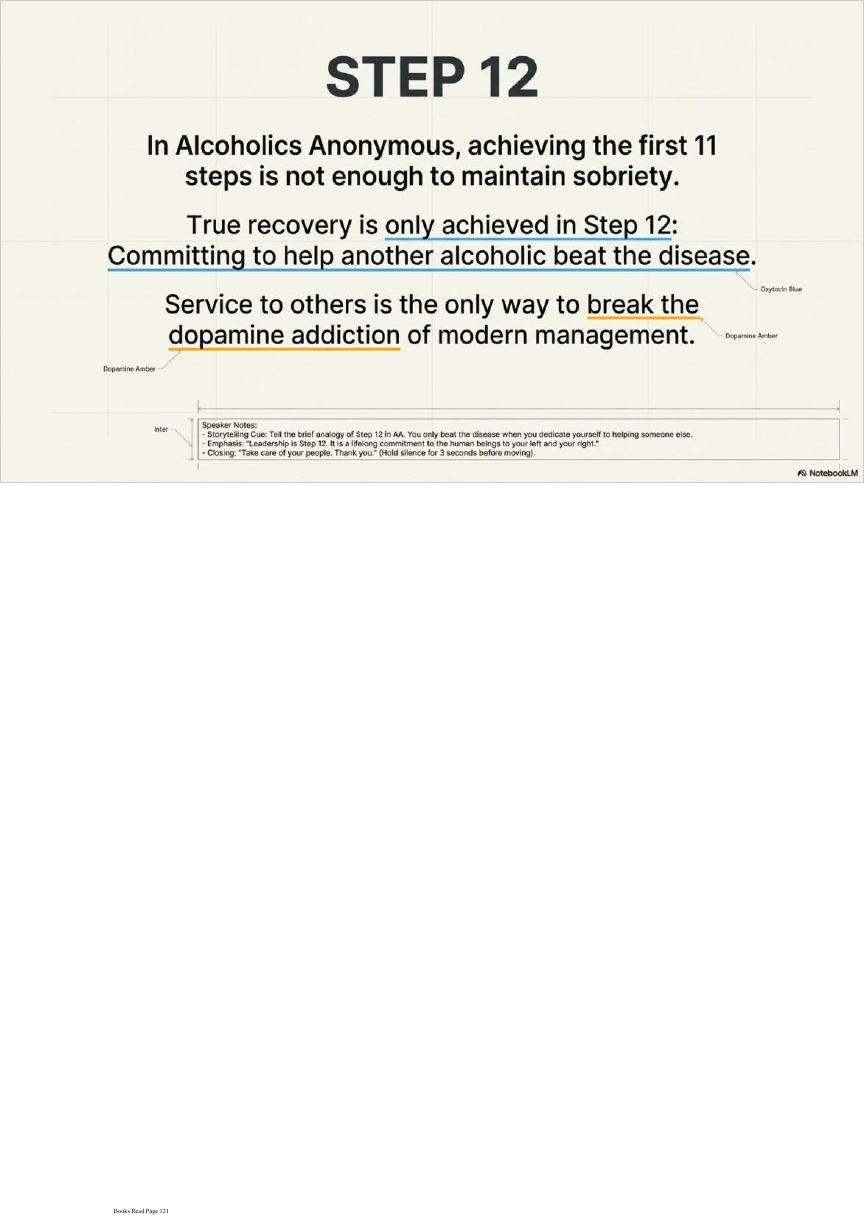 STEP 12
In Alcoholics Anonymous, achieving the first 11
steps is not enough to maintain sobriety.
True recovery is only achieved in Step 12:
Committing to help another alcoholic beat the disease.
Oxytocin Blue
Service to others is the only way to break the
dopamine addiction of modern management.
Dopamine Amber
Dopamine Amber
Inter
Speaker Notes:
- Storytelling Cue: Tell the brief analogy of Step 12 in AA. You only beat the disease when you dedicate yourself to helping someone else.
- Emphasis: "Leadership is Step 12. It is a lifelong commitment to the human beings to your left and your right."
- Closing: "Take care of your people. Thank you." (Hold silence for 3 seconds before moving).
NotebookLM
Books Read Page 121